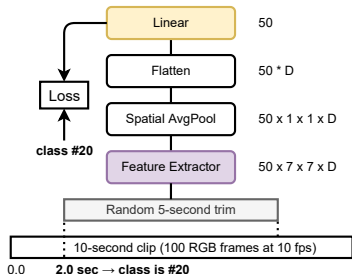 Linear
50
Flatten
50 * D
Loss
Spatial AvgPool
50 x 1 x 1 x D
class #20
Feature Extractor
50 x 7 x 7 x D
Random 5-second trim
10-second clip (100 RGB frames at 10 fps)
0.0
2.0 sec → class is #20